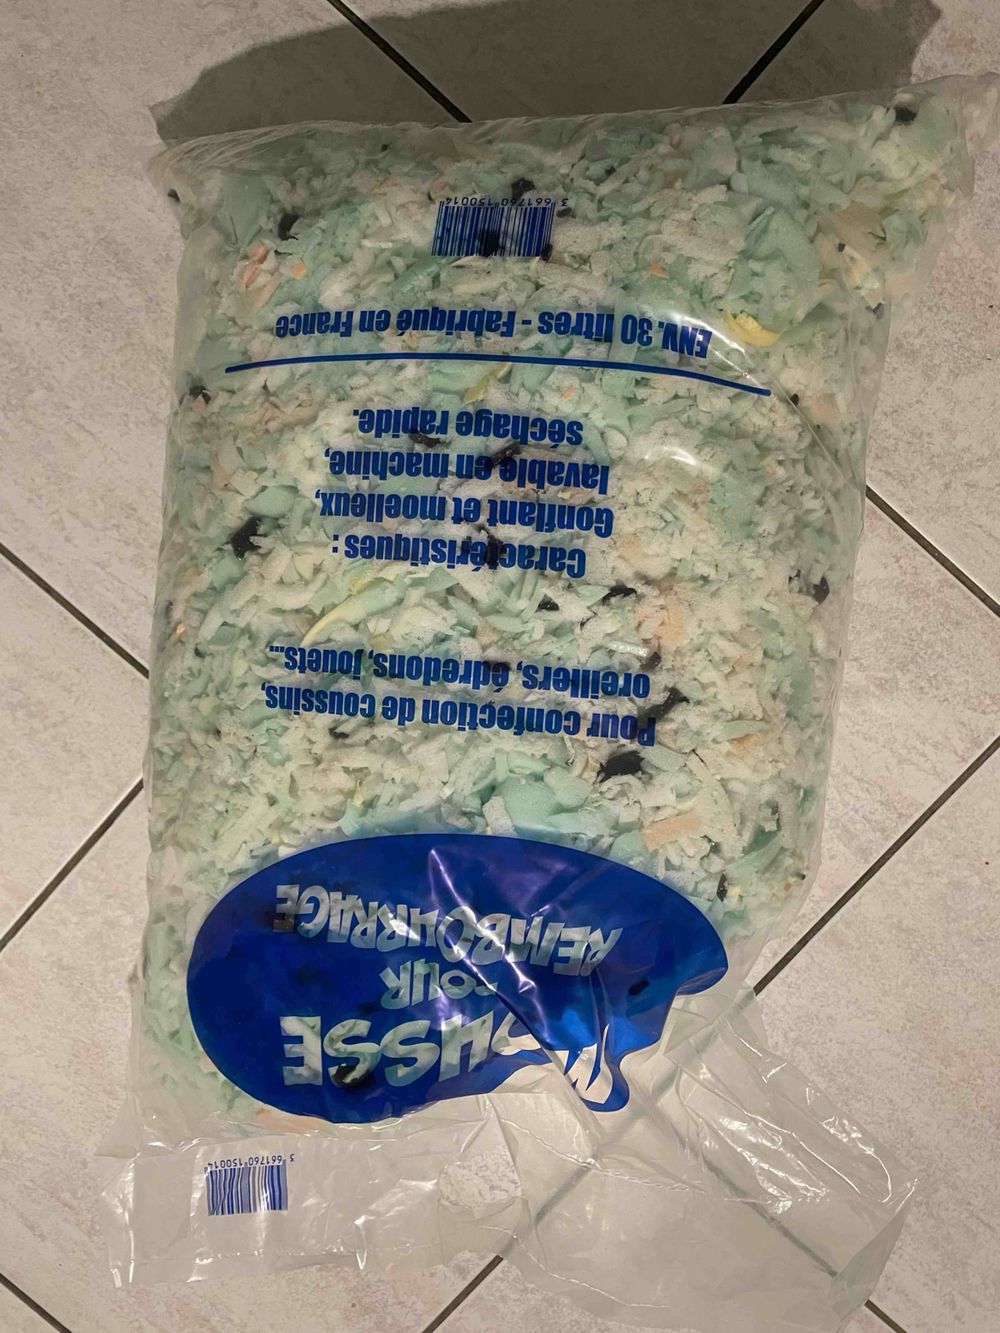 MOUSSE
POUR
REMBOURRAGE
Pour confection de coussins,
oreillers, édredons, jouets...
Caractéristiques :
Gonflant et moelleux,
lavable en machine,
séchage rapide.
ENV. 30 litres - Fabriqué en France
3 661760 150014
3 661760 150014